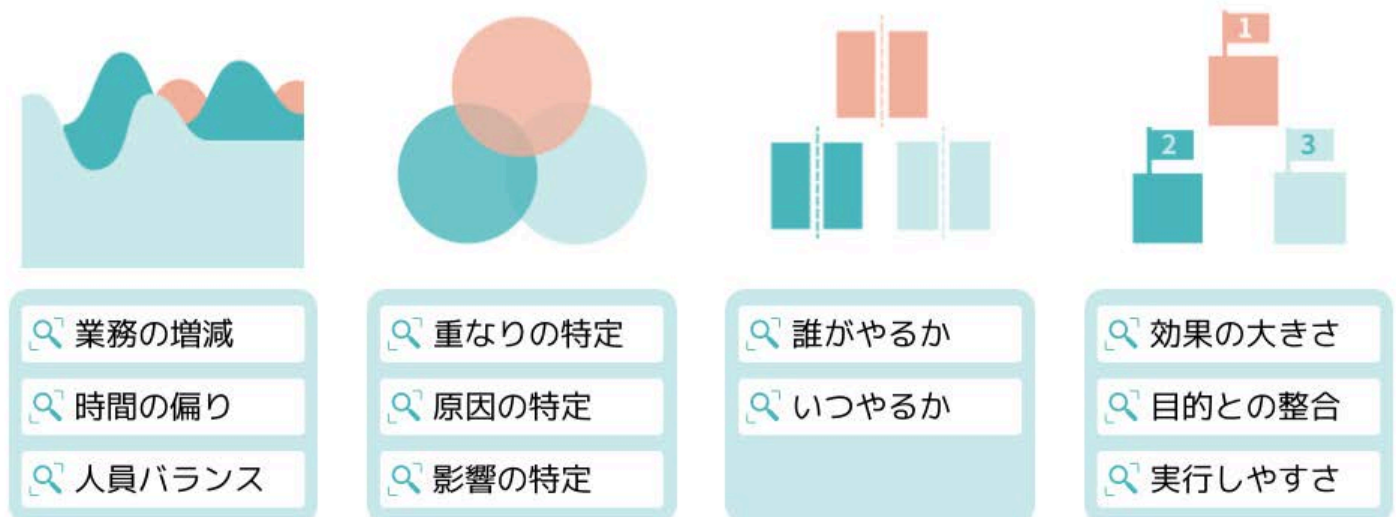 1
2
3
業務の増減
時間の偏り
人員バランス
重なりの特定
原因の特定
影響の特定
誰がやるか
いつやるか
効果の大きさ
目的との整合
実行しやすさ